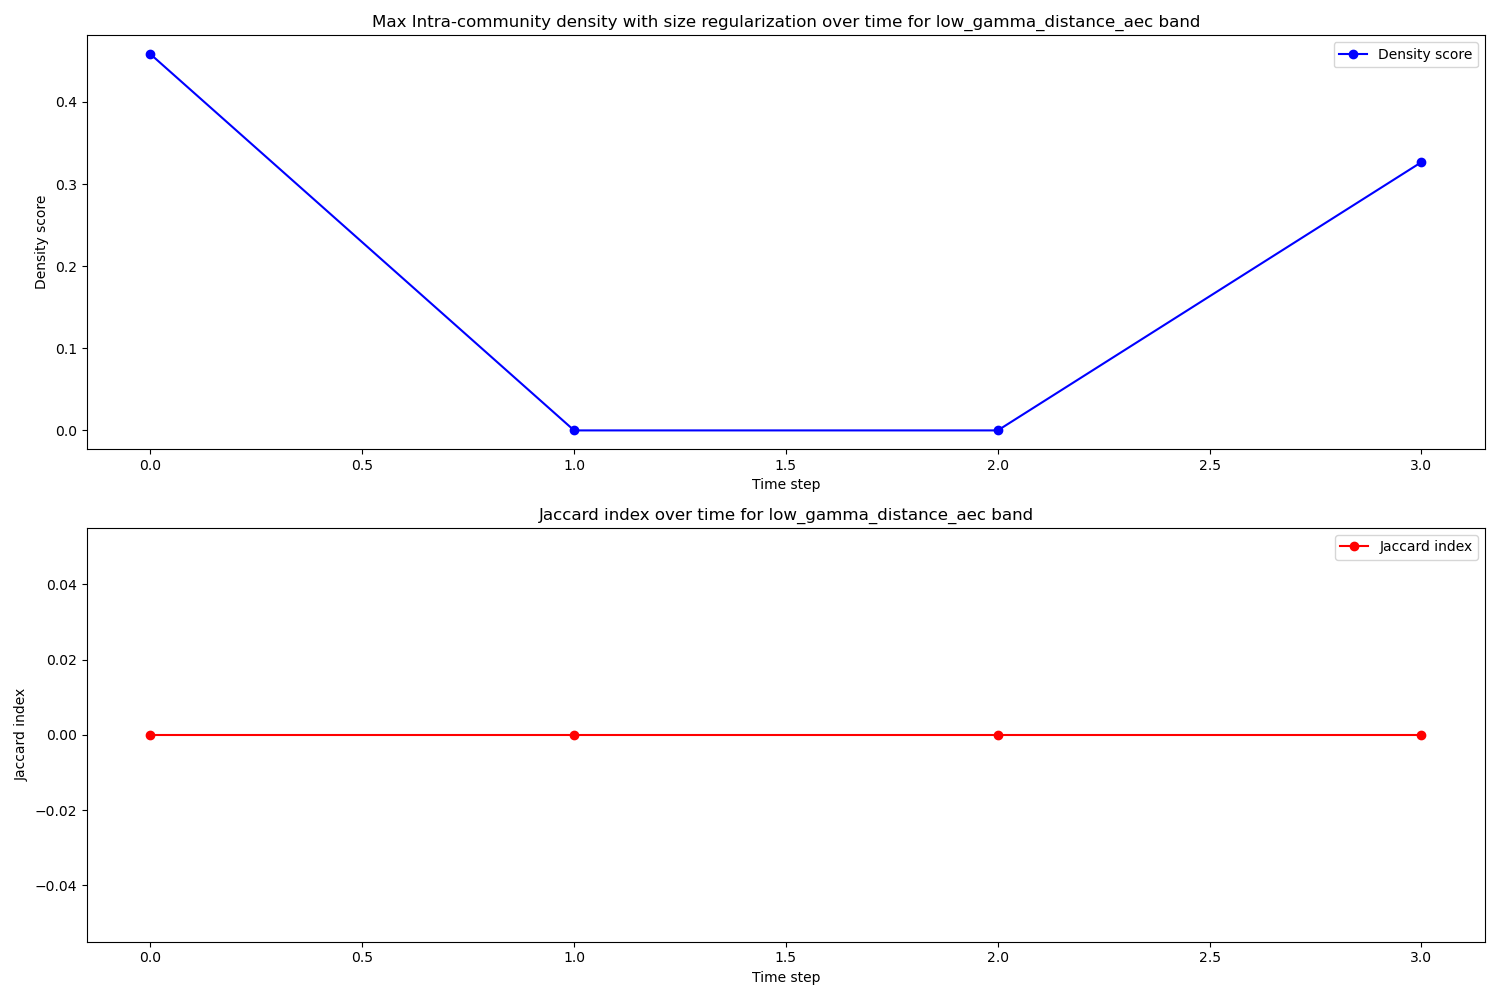 Max Intra-community density with size regularization over time for low_gamma_distance_aec band
Density score
0.4
0.3
0.2
0.1
0.0
Density score
0.0 0.5 1.0 1.5 2.0 2.5 3.0
Time step
Jaccard index over time for low_gamma_distance_aec band
Jaccard index
0.04
0.02
0.00
−0.02
−0.04
Jaccard index
0.0 0.5 1.0 1.5 2.0 2.5 3.0
Time step